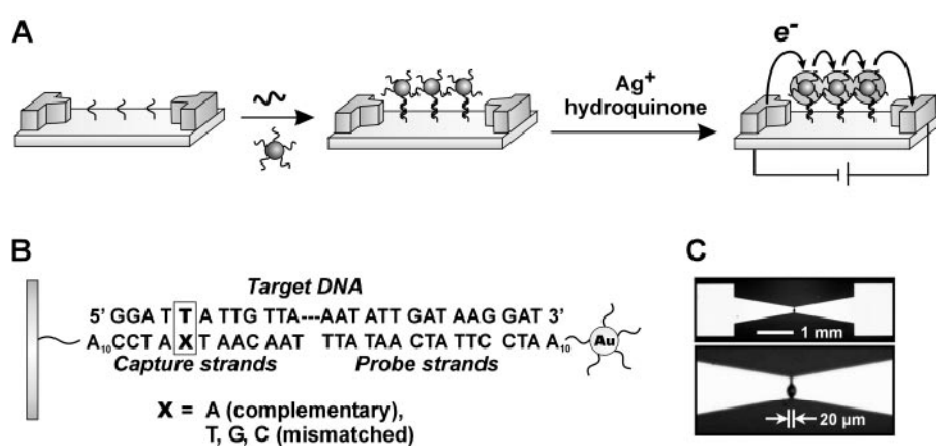 A
e⁻
Ag⁺
hydroquinone
B
Target DNA
5' GGA T T A TTG TTA---AAT ATT GAT AAG GAT 3'
A₁₀CCT A X T AAC AAT TTA TAA CTA TTC CTA A₁₀
Au
Capture strands Probe strands
X = A (complementary),
T, G, C (mismatched)
C
1 mm
20 µm